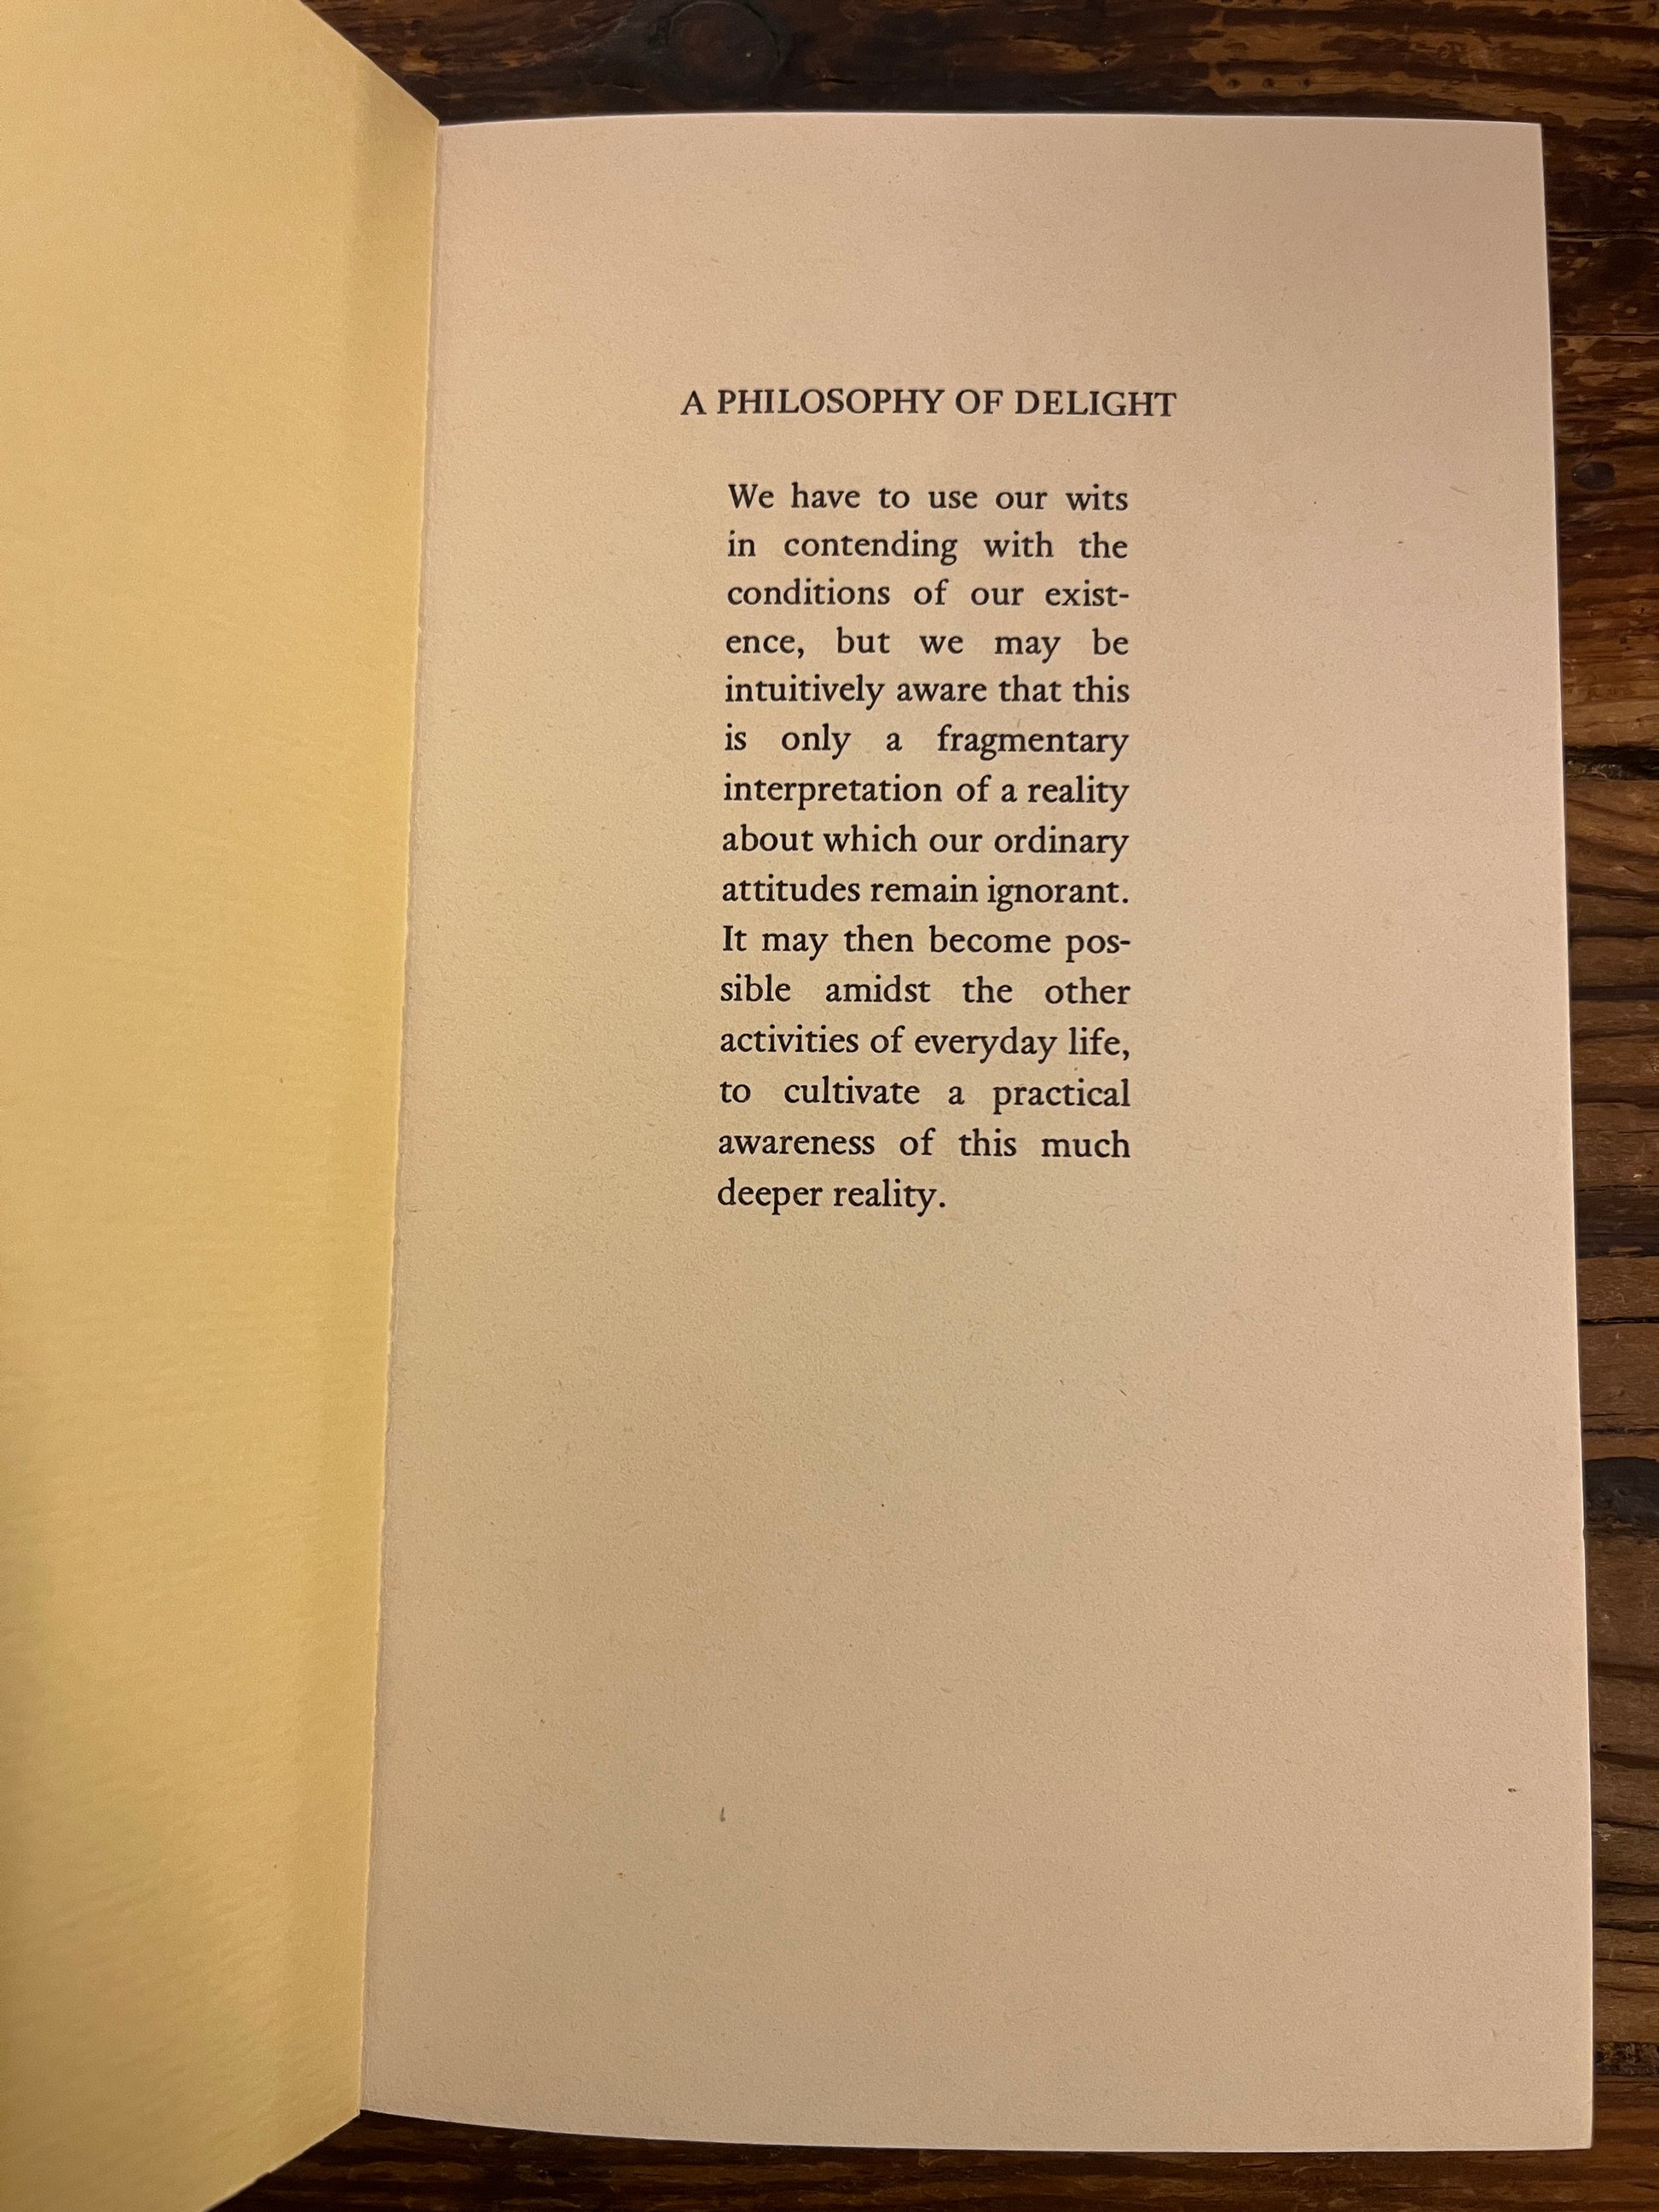 A PHILOSOPHY OF DELIGHT
We have to use our wits
in contending with the
conditions of our exist-
ence, but we may be
intuitively aware that this
is only a fragmentary
interpretation of a reality
about which our ordinary
attitudes remain ignorant.
It may then become pos-
sible amidst the other
activities of everyday life,
to cultivate a practical
awareness of this much
deeper reality.